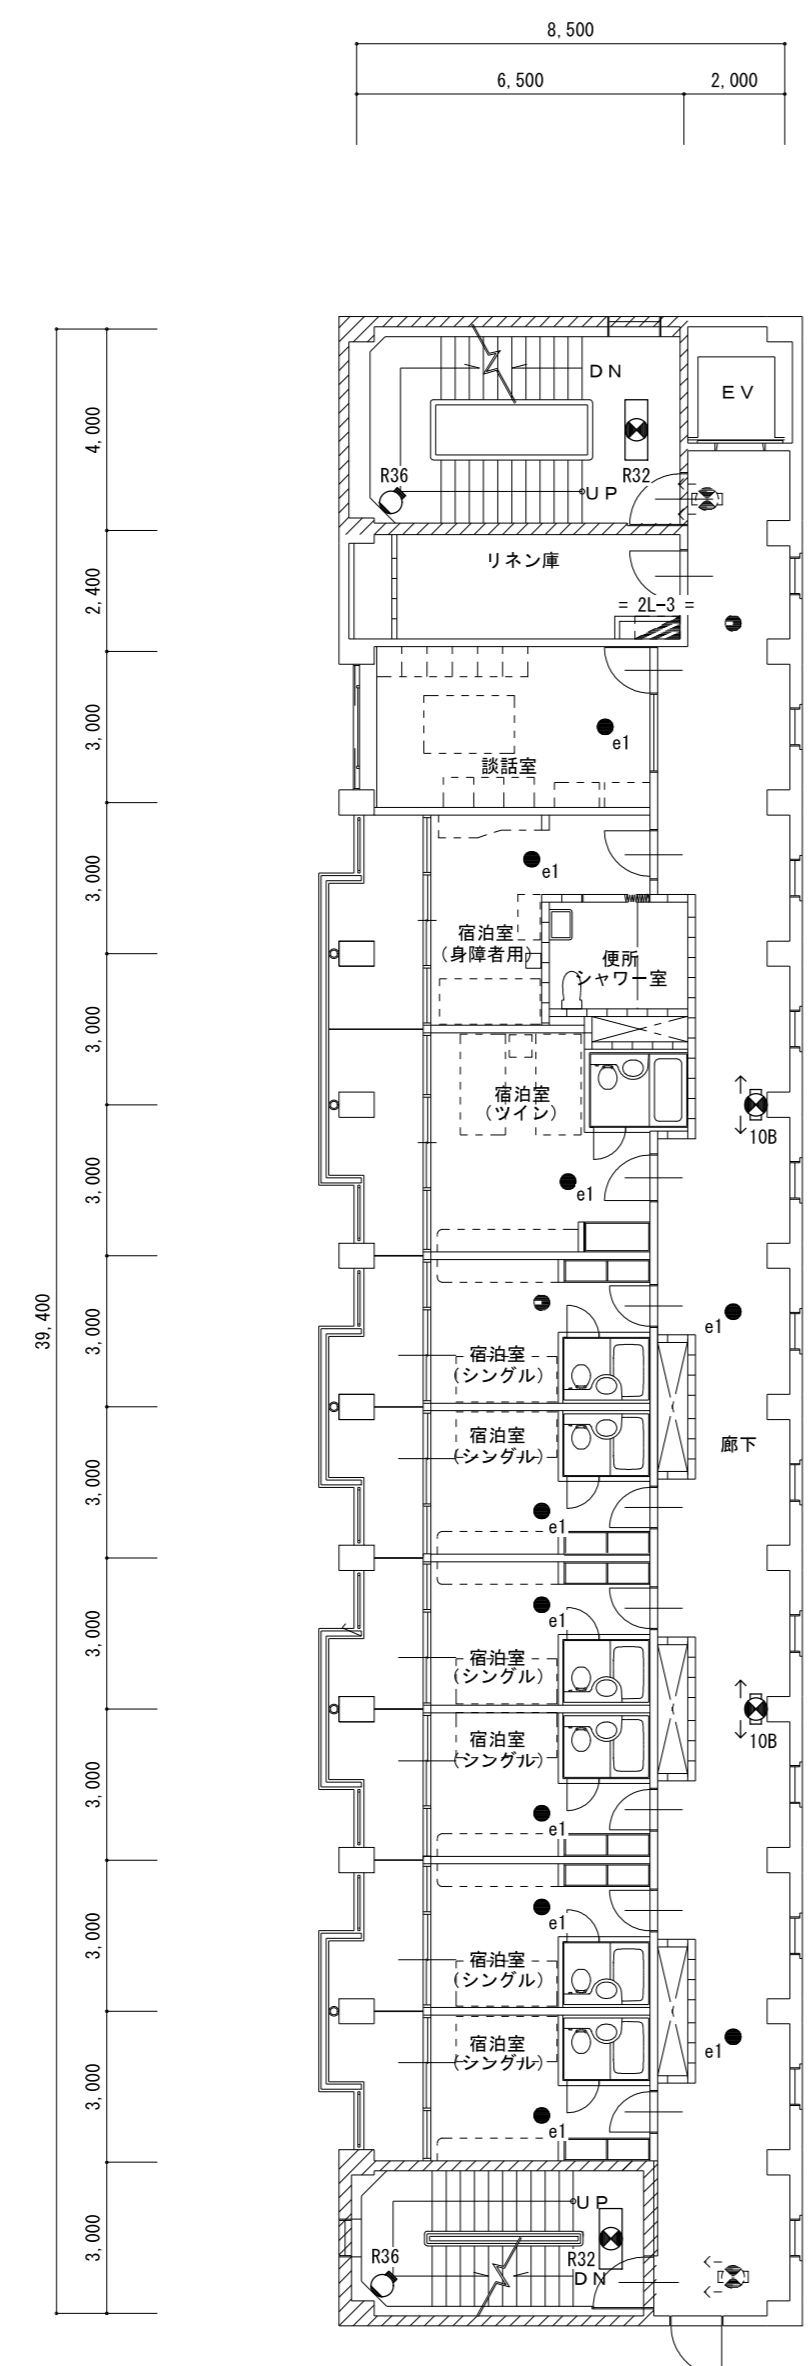 8,500
6,500
2,000
4,000
DN
EV
R36
R32
UP
2,400
リネン庫
= 2L-3 =
3,000
e1
談話室
3,000
e1
宿泊室
(身障者用)
便所
シャワー室
3,000
宿泊室
(ツイン)
10B
3,000
e1
39,400
3,000
e1
宿泊室
(シングル)
宿泊室
(シングル)
廊下
3,000
e1
3,000
e1
宿泊室
(シングル)
10B
宿泊室
(シングル)
3,000
e1
3,000
e1
宿泊室
(シングル)
宿泊室
(シングル)
e1
3,000
e1
UP
3,000
R36
R32
DN